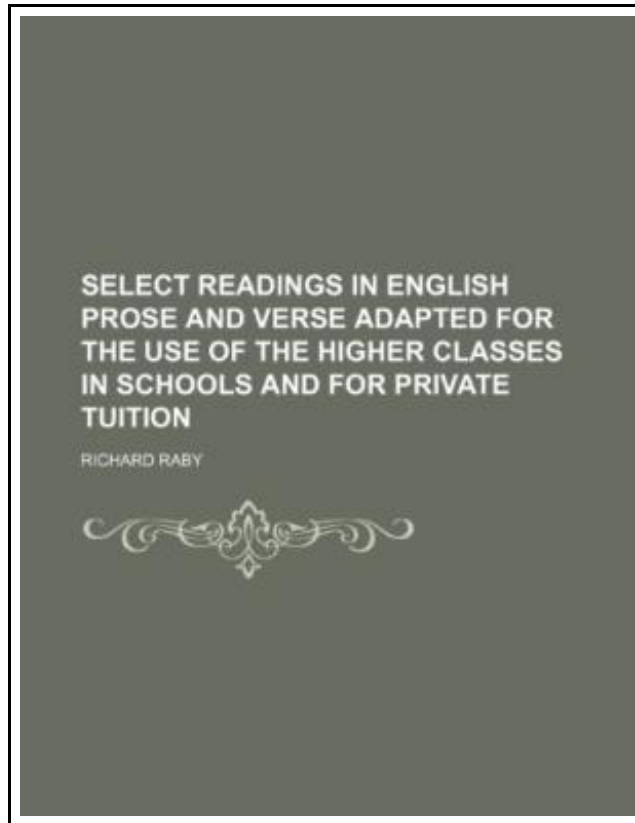 SELECT READINGS IN ENGLISH
PROSE AND VERSE ADAPTED FOR
THE USE OF THE HIGHER CLASSES
IN SCHOOLS AND FOR PRIVATE
TUITION
RICHARD RABY